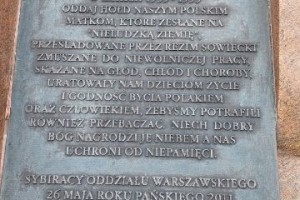 ODDAJ HOŁD NASZYM POLSKIM
MATKOM, KTÓRE ZESŁANE NA
NIELUDZKĄ ZIEMIĘ,
PRZEŚLADOWANE PRZEZ REŻIM SOWIECKI
ZMUSZANE DO NIEWOLNICZEJ PRACY,
SKAZANE NA GŁÓD, CHŁÓD I CHOROBY
URATOWAŁY NAM DZIECIOM ŻYCIE
I GODNOŚĆ BYCIA POLAKIEM
ORAZ CZŁOWIEKIEM, ŻEBYŚMY POTRAFILI
RÓWNIEŻ PRZEBACZAĆ. NIECH DOBRY
BÓG NAGRODZI JE NIEBEM A NAS
UCHRONI OD NIEPAMIĘCI.
SYBIRACY ODDZIAŁU WARSZAWSKIEGO
26 MAJA ROKU PAŃSKIEGO 2011